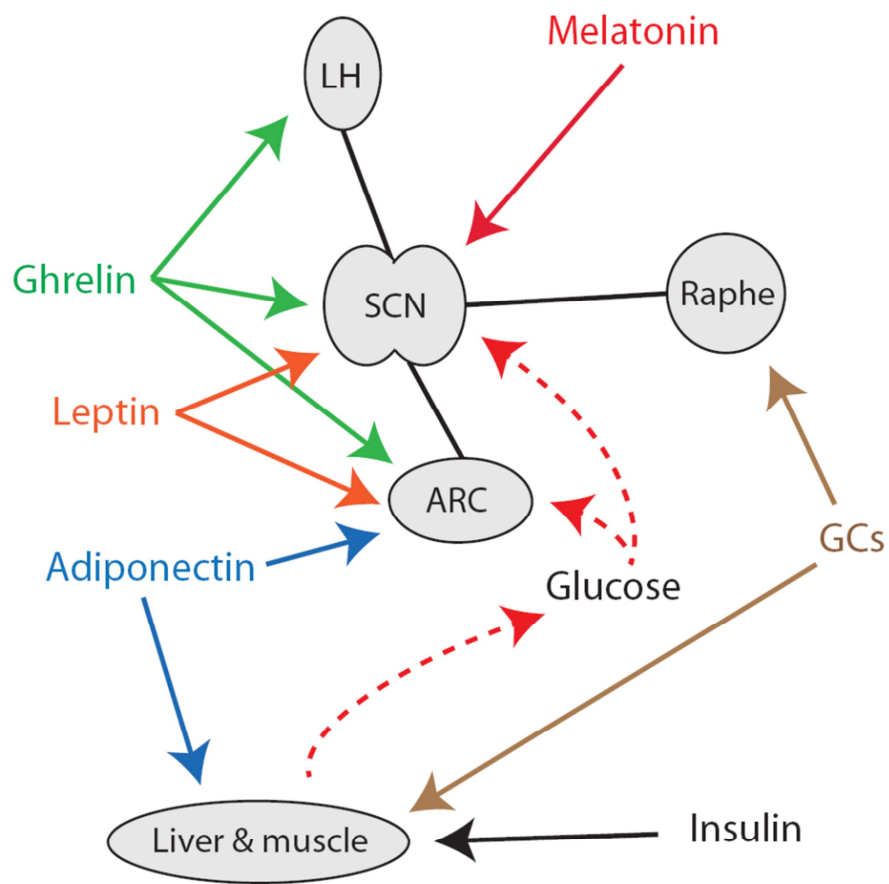 Melatonin
LH
Ghrelin
SCN
Raphe
Leptin
ARC
GCs
Adiponectin
Glucose
Liver & muscle
Insulin